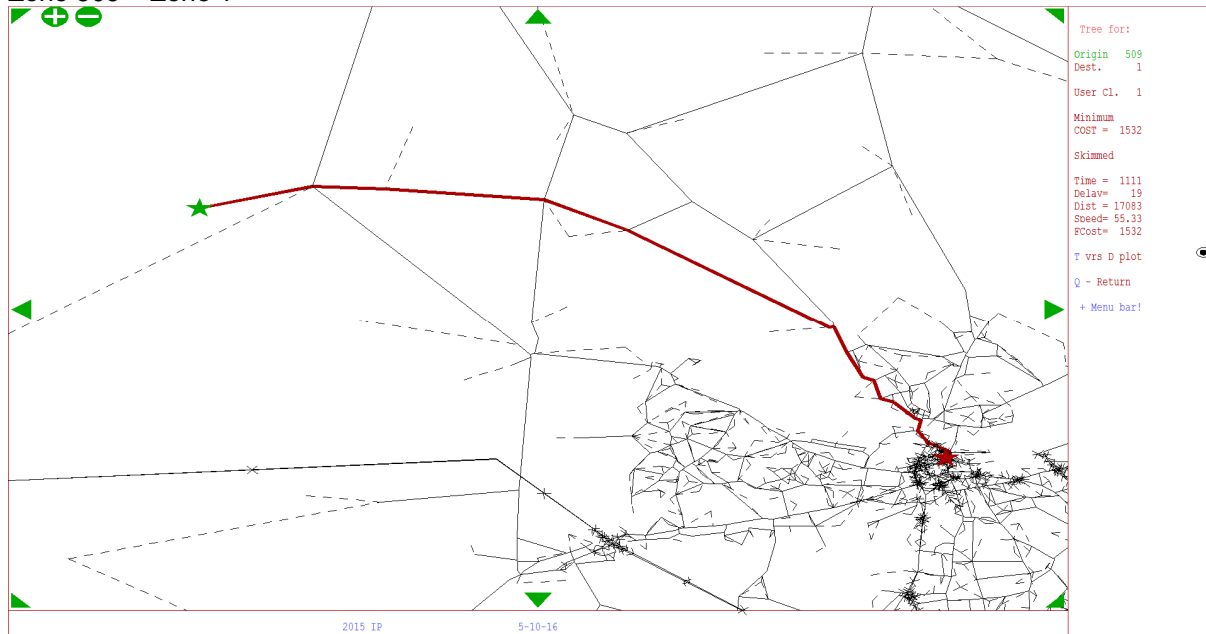 Tree for:
Origin 509
Dest. 1
User Cl. 1
Minimum
COST = 1532
Skimmed
Time = 1111
Delay= 19
Dist = 17083
Speed= 55.33
FCost= 1532
T vrs D plot
Q - Return
+ Menu bar!
2015 IP 5-10-16